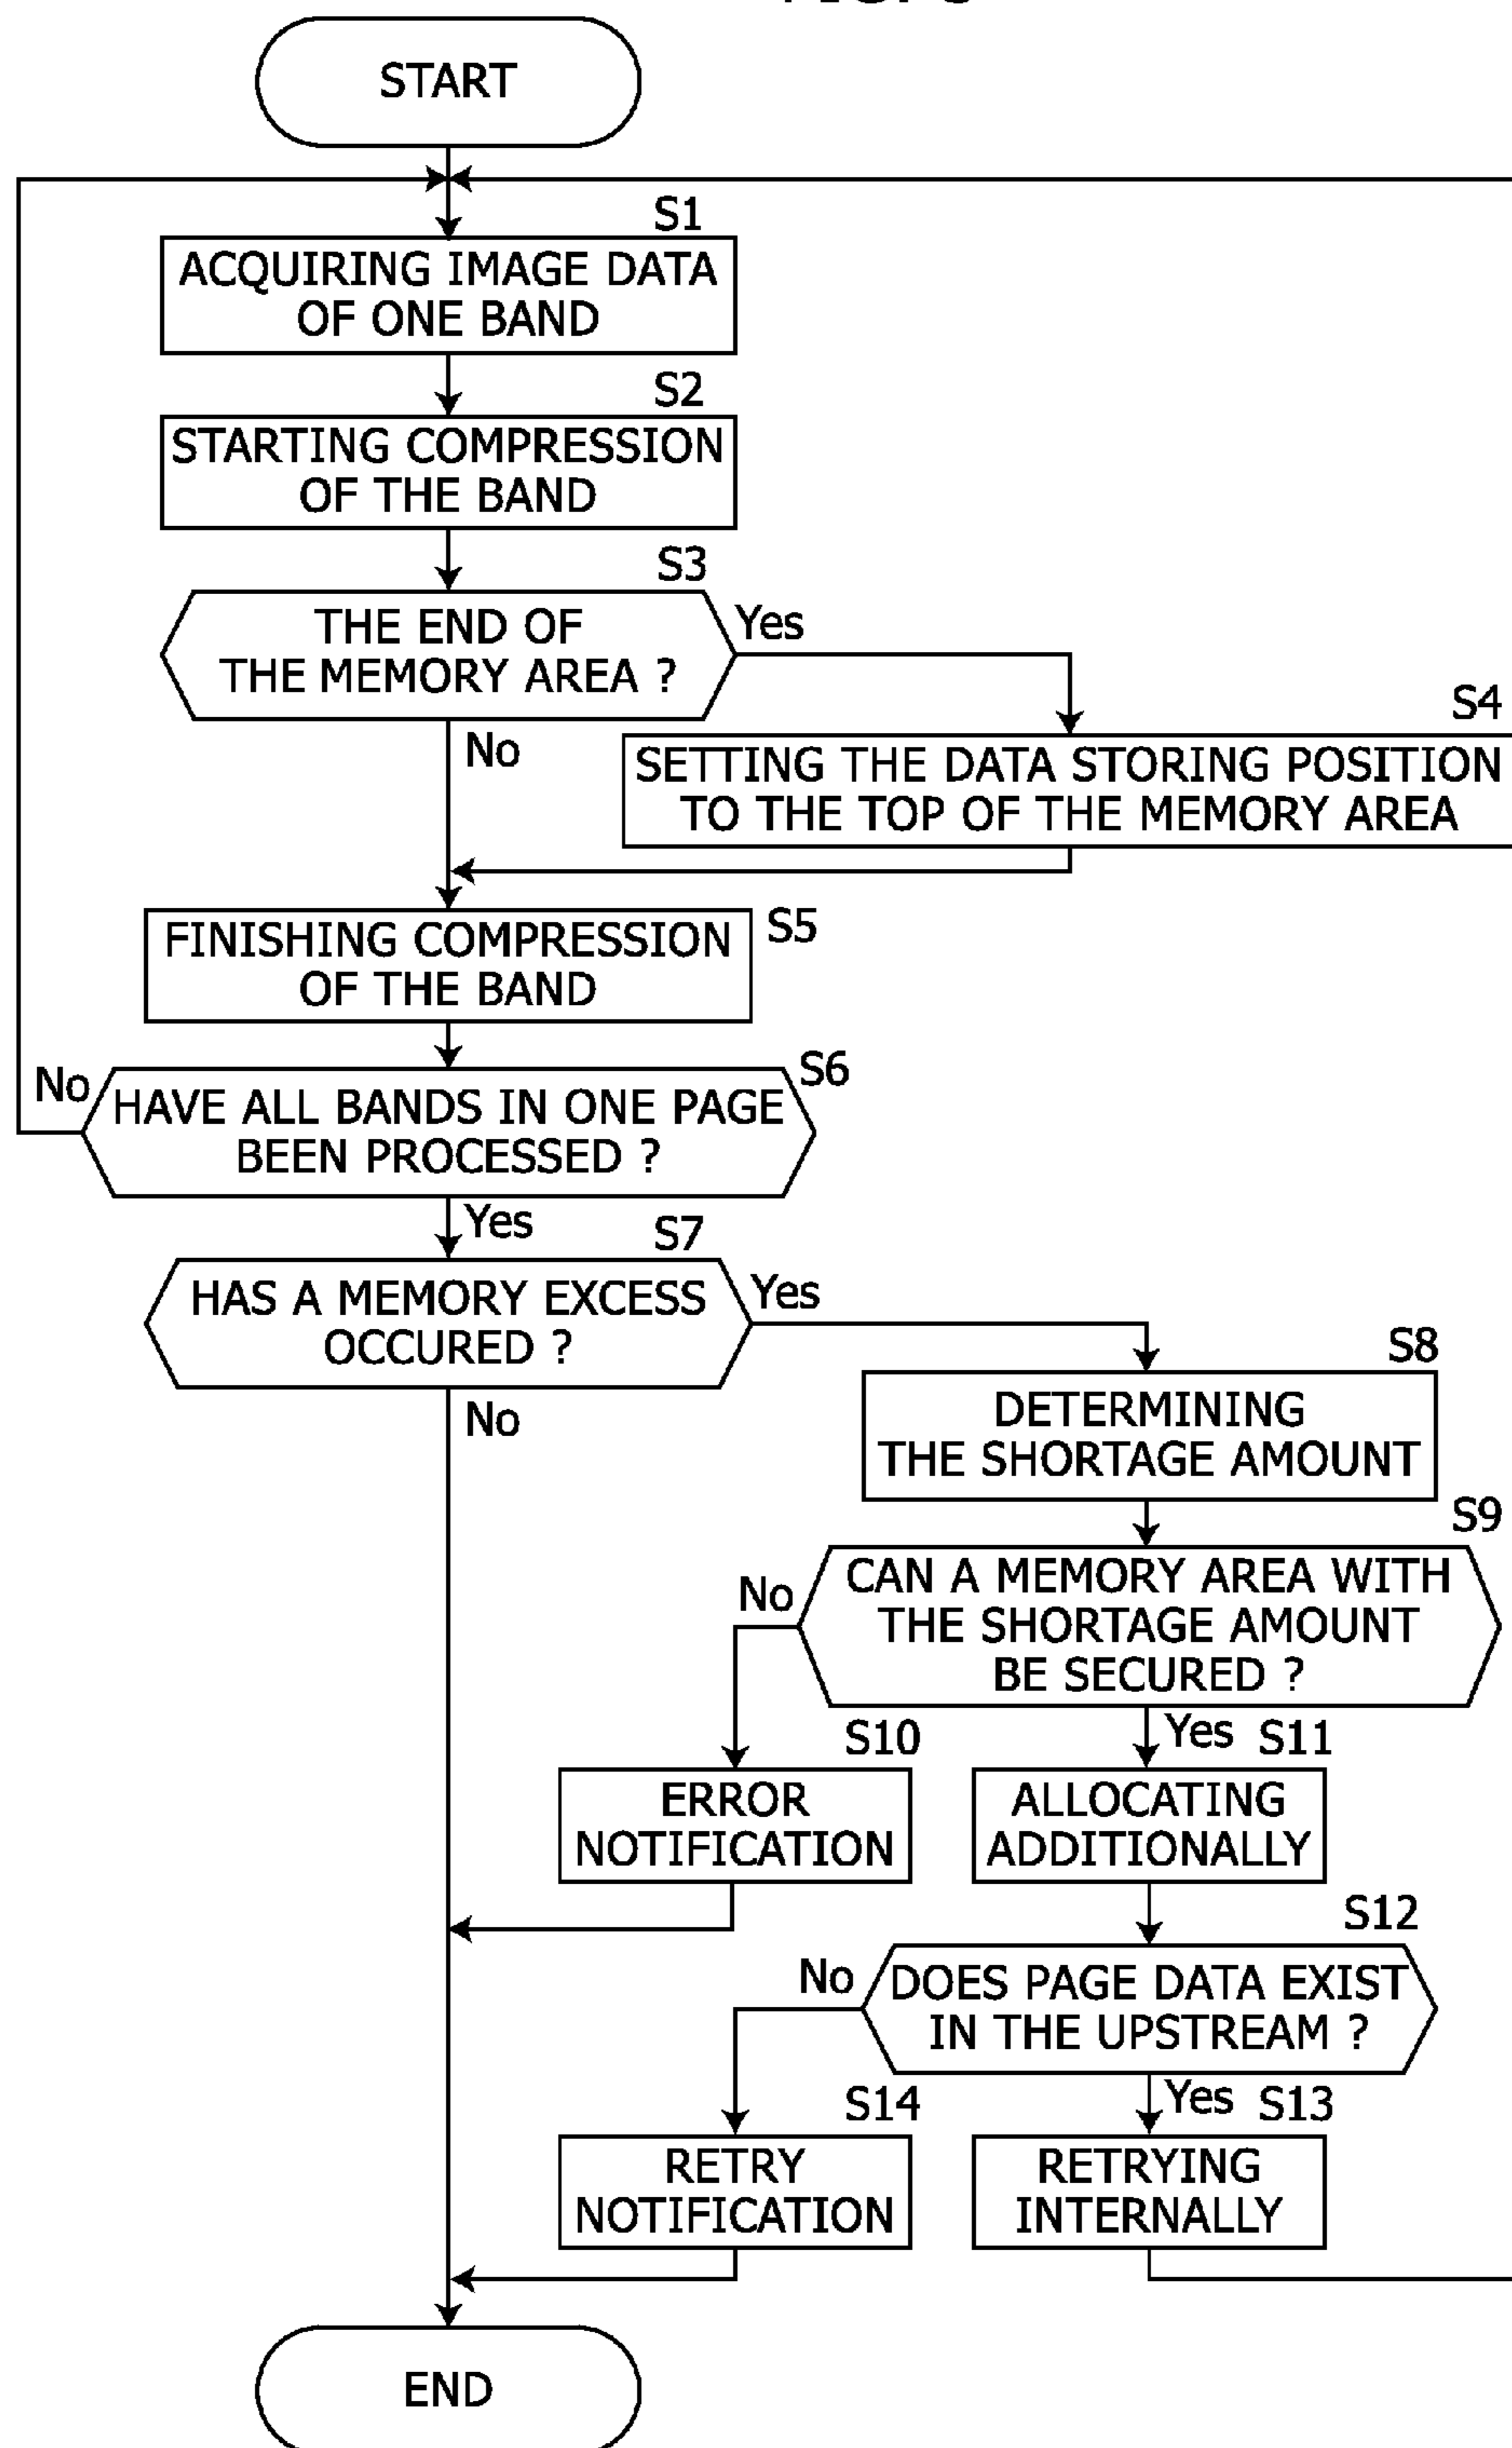 START
S1
ACQUIRING IMAGE DATA
OF ONE BAND
S2
STARTING COMPRESSION
OF THE BAND
S3
THE END OF
THE MEMORY AREA ?
Yes
No
S4
SETTING THE DATA STORING POSITION
TO THE TOP OF THE MEMORY AREA
S5
FINISHING COMPRESSION
OF THE BAND
S6
No
HAVE ALL BANDS IN ONE PAGE
BEEN PROCESSED ?
Yes
S7
HAS A MEMORY EXCESS
OCCURED ?
Yes
No
S8
DETERMINING
THE SHORTAGE AMOUNT
S9
No
CAN A MEMORY AREA WITH
THE SHORTAGE AMOUNT
BE SECURED ?
Yes
S10
ERROR
NOTIFICATION
S11
ALLOCATING
ADDITIONALLY
S12
No
DOES PAGE DATA EXIST
IN THE UPSTREAM ?
Yes
S14
RETRY
NOTIFICATION
S13
RETRYING
INTERNALLY
END